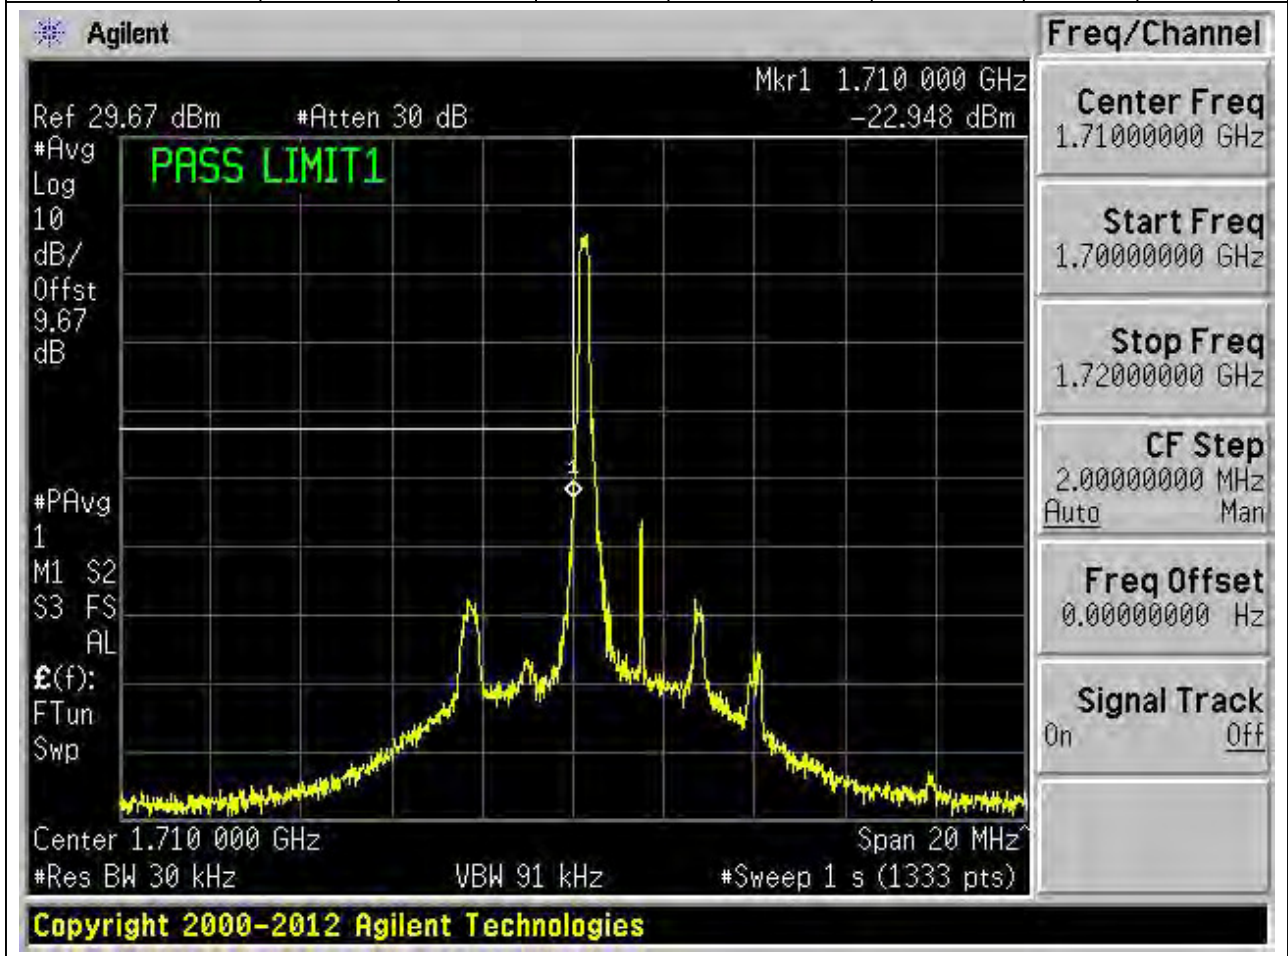 Agilent
Freq/Channel
Mkr1 1.710 000 GHz
Ref 29.67 dBm #Atten 30 dB -22.948 dBm
#Avg
Log
10
dB/
Offst
9.67
dB
PASS LIMIT1
1
#PAvg
1
M1 S2
S3 FS
AL
£(f):
FTun
Swp
Center 1.710 000 GHz Span 20 MHz^
#Res BW 30 kHz VBW 91 kHz #Sweep 1 s (1333 pts)
Copyright 2000-2012 Agilent Technologies
Center Freq
1.71000000 GHz
Start Freq
1.70000000 GHz
Stop Freq
1.72000000 GHz
CF Step
2.00000000 MHz
Auto Man
Freq Offset
0.00000000 Hz
Signal Track
On Off